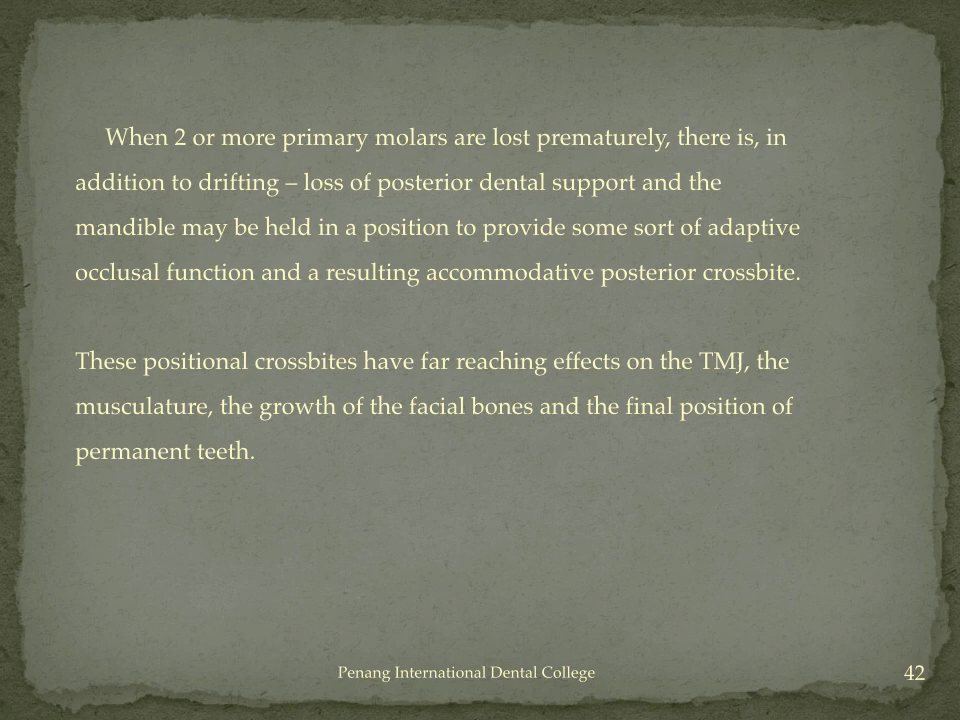 When 2 or more primary molars are lost prematurely, there is, in
addition to drifting – loss of posterior dental support and the
mandible may be held in a position to provide some sort of adaptive
occlusal function and a resulting accommodative posterior crossbite.
These positional crossbites have far reaching effects on the TMJ, the
musculature, the growth of the facial bones and the final position of
permanent teeth.
Penang International Dental College
42